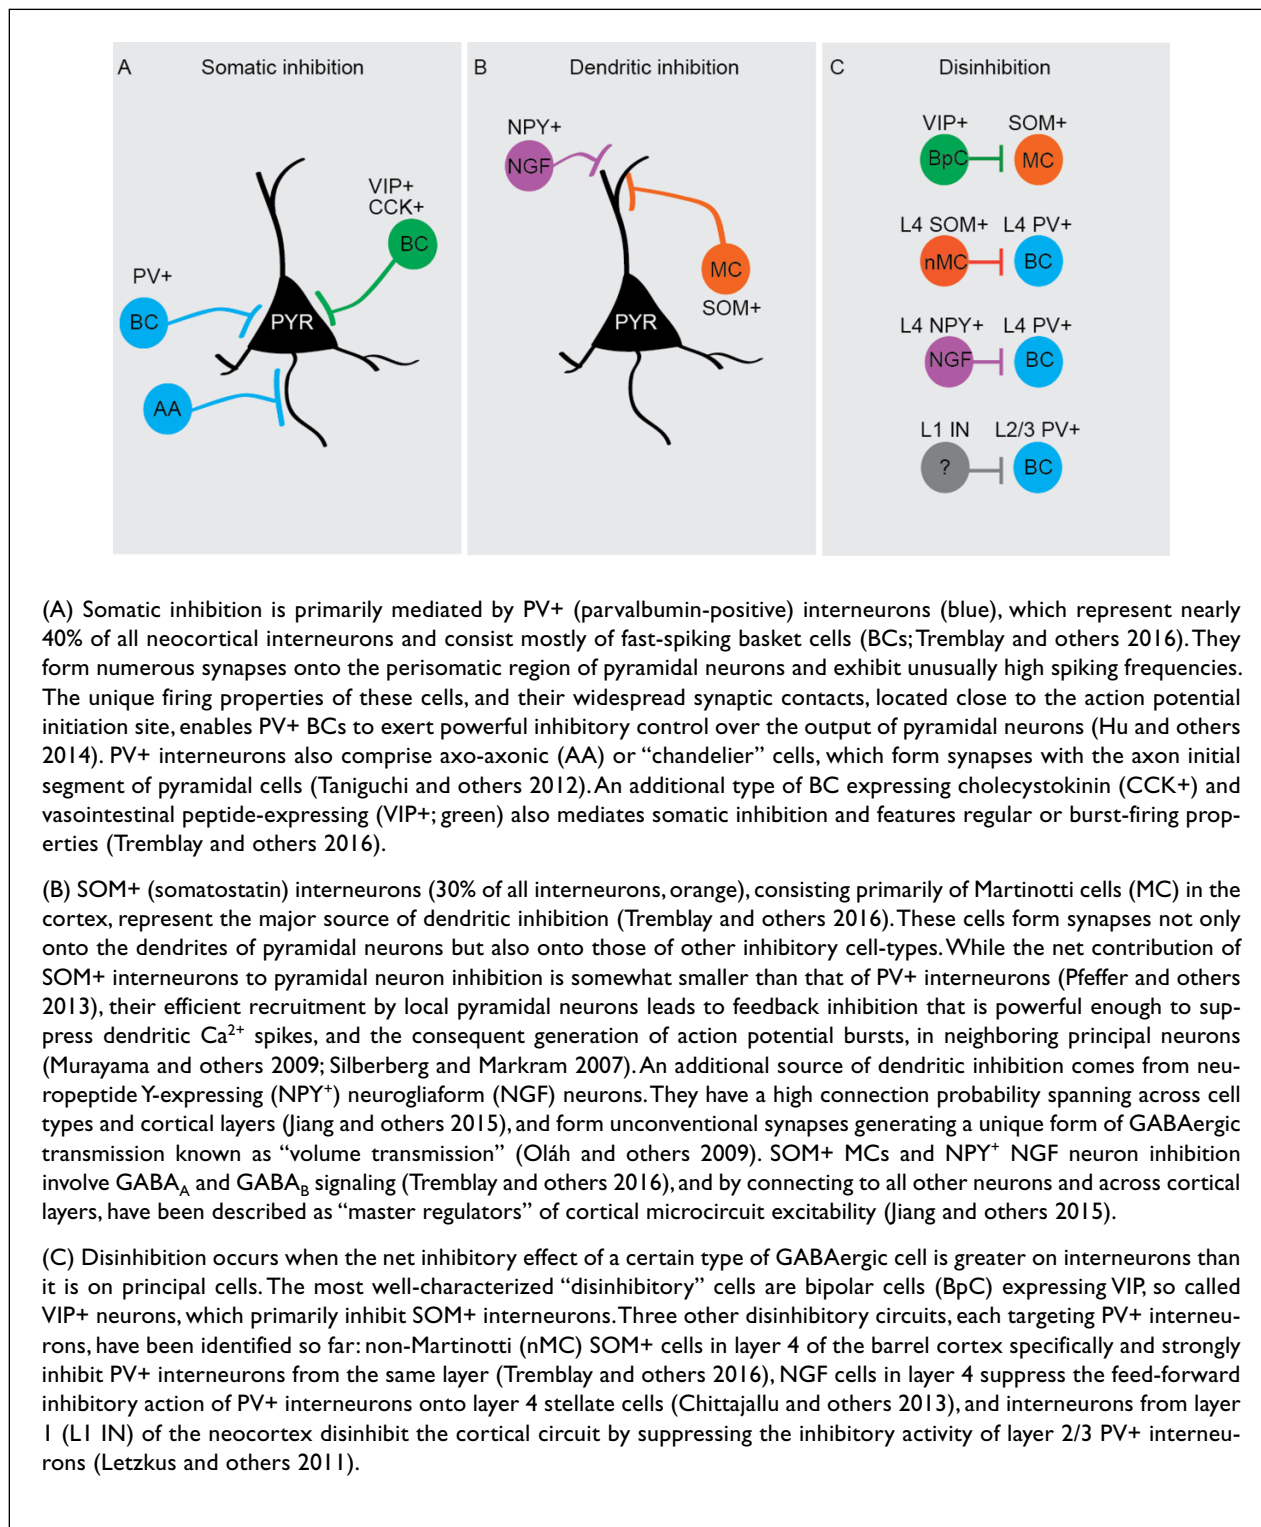 A Somatic inhibition
B Dendritic inhibition
C Disinhibition
PV+
BC
AA
VIP+
CCK+
BC
PYR
NPY+
NGF
MC
SOM+
PYR
VIP+ SOM+
BpC MC
L4 SOM+ L4 PV+
nMC BC
L4 NPY+ L4 PV+
NGF BC
L1 IN L2/3 PV+
? BC
(A) Somatic inhibition is primarily mediated by PV+ (parvalbumin-positive) interneurons (blue), which represent nearly
40% of all neocortical interneurons and consist mostly of fast-spiking basket cells (BCs; Tremblay and others 2016). They
form numerous synapses onto the perisomatic region of pyramidal neurons and exhibit unusually high spiking frequencies.
The unique firing properties of these cells, and their widespread synaptic contacts, located close to the action potential
initiation site, enables PV+ BCs to exert powerful inhibitory control over the output of pyramidal neurons (Hu and others
2014). PV+ interneurons also comprise axo-axonic (AA) or “chandelier” cells, which form synapses with the axon initial
segment of pyramidal cells (Taniguchi and others 2012). An additional type of BC expressing cholecystokinin (CCK+) and
vasointestinal peptide-expressing (VIP+; green) also mediates somatic inhibition and features regular or burst-firing prop-
erties (Tremblay and others 2016).
(B) SOM+ (somatostatin) interneurons (30% of all interneurons, orange), consisting primarily of Martinotti cells (MC) in the
cortex, represent the major source of dendritic inhibition (Tremblay and others 2016). These cells form synapses not only
onto the dendrites of pyramidal neurons but also onto those of other inhibitory cell-types. While the net contribution of
SOM+ interneurons to pyramidal neuron inhibition is somewhat smaller than that of PV+ interneurons (Pfeffer and others
2013), their efficient recruitment by local pyramidal neurons leads to feedback inhibition that is powerful enough to sup-
press dendritic Ca²⁺ spikes, and the consequent generation of action potential bursts, in neighboring principal neurons
(Murayama and others 2009; Silberberg and Markram 2007). An additional source of dendritic inhibition comes from neu-
ropeptide Y-expressing (NPY⁺) neurogliaform (NGF) neurons. They have a high connection probability spanning across cell
types and cortical layers (Jiang and others 2015), and form unconventional synapses generating a unique form of GABAergic
transmission known as “volume transmission” (Oláh and others 2009). SOM+ MCs and NPY⁺ NGF neuron inhibition
involve GABA_A and GABA_B signaling (Tremblay and others 2016), and by connecting to all other neurons and across cortical
layers, have been described as “master regulators” of cortical microcircuit excitability (Jiang and others 2015).
(C) Disinhibition occurs when the net inhibitory effect of a certain type of GABAergic cell is greater on interneurons than
it is on principal cells. The most well-characterized “disinhibitory” cells are bipolar cells (BpC) expressing VIP, so called
VIP+ neurons, which primarily inhibit SOM+ interneurons. Three other disinhibitory circuits, each targeting PV+ interneu-
rons, have been identified so far: non-Martinotti (nMC) SOM+ cells in layer 4 of the barrel cortex specifically and strongly
inhibit PV+ interneurons from the same layer (Tremblay and others 2016), NGF cells in layer 4 suppress the feed-forward
inhibitory action of PV+ interneurons onto layer 4 stellate cells (Chittajallu and others 2013), and interneurons from layer
1 (L1 IN) of the neocortex disinhibit the cortical circuit by suppressing the inhibitory activity of layer 2/3 PV+ interneu-
rons (Letzkus and others 2011).